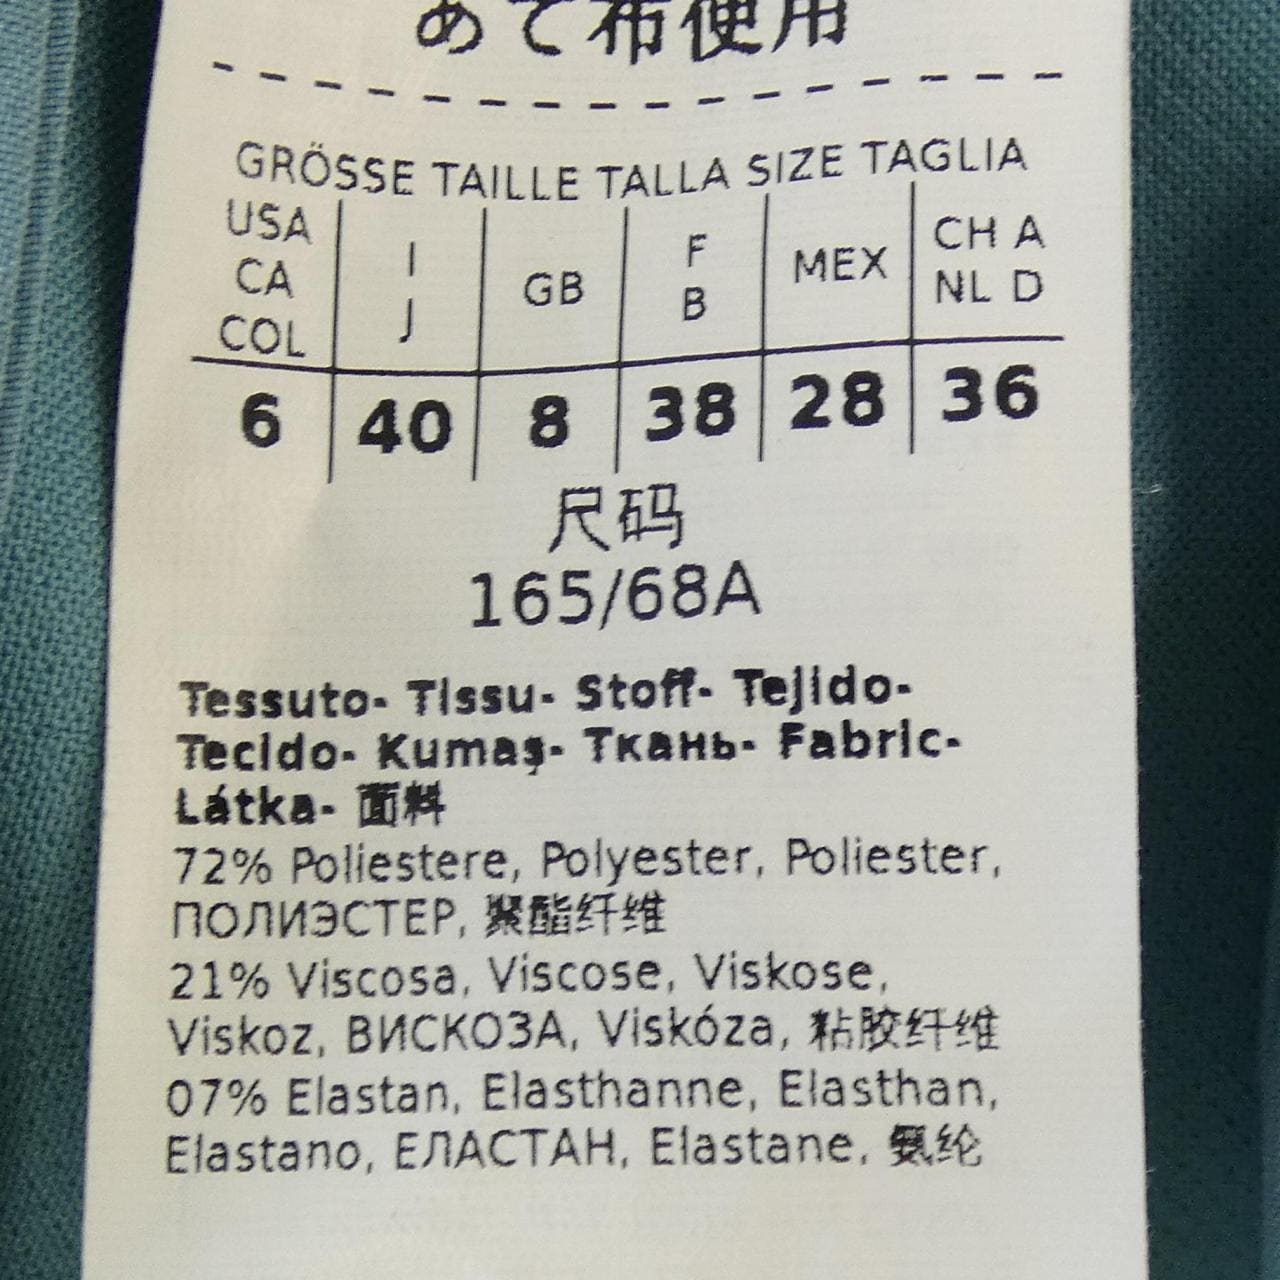 あて布使用
GRÖSSE TAILLE TALLA SIZE TAGLIA
USA CA COL | I J | GB | F B | MEX | CH A NL D
6 | 40 | 8 | 38 | 28 | 36
尺码
165/68A
Tessuto- Tissu- Stoff- Tejido-
Tecido- Kumaş- Ткань- Fabric-
Látka- 面料
72% Poliestere, Polyester, Poliester,
ПОЛИЭСТЕР, 聚酯纤维
21% Viscosa, Viscose, Viskose,
Viskoz, ВИСКОЗА, Viskóza, 粘胶纤维
07% Elastan, Elasthanne, Elasthan,
Elastano, ЕЛАСТАН, Elastane, 氨纶